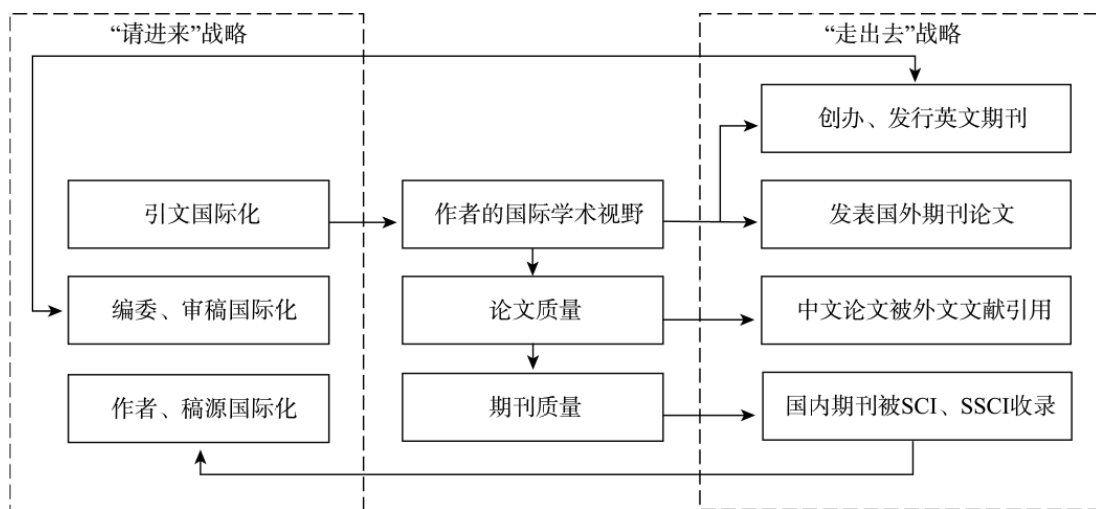 “请进来”战略
“走出去”战略
创办、发行英文期刊
引文国际化
作者的国际学术视野
发表国外期刊论文
编委、审稿国际化
论文质量
中文论文被外文文献引用
作者、稿源国际化
期刊质量
国内期刊被SCI、SSCI收录